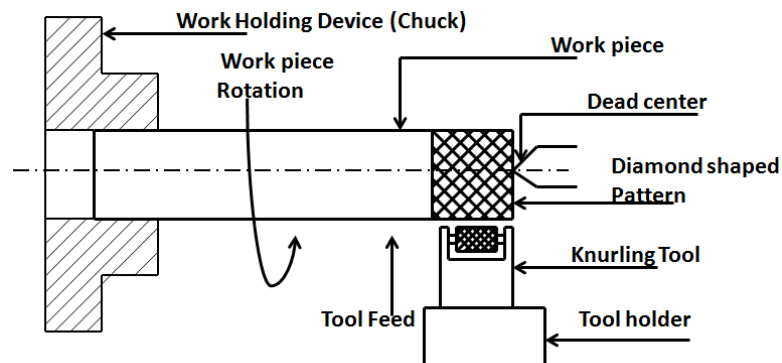 Work Holding Device (Chuck)
Work piece
Rotation
Work piece
Dead center
Diamond shaped
Pattern
Knurling Tool
Tool Feed
Tool holder